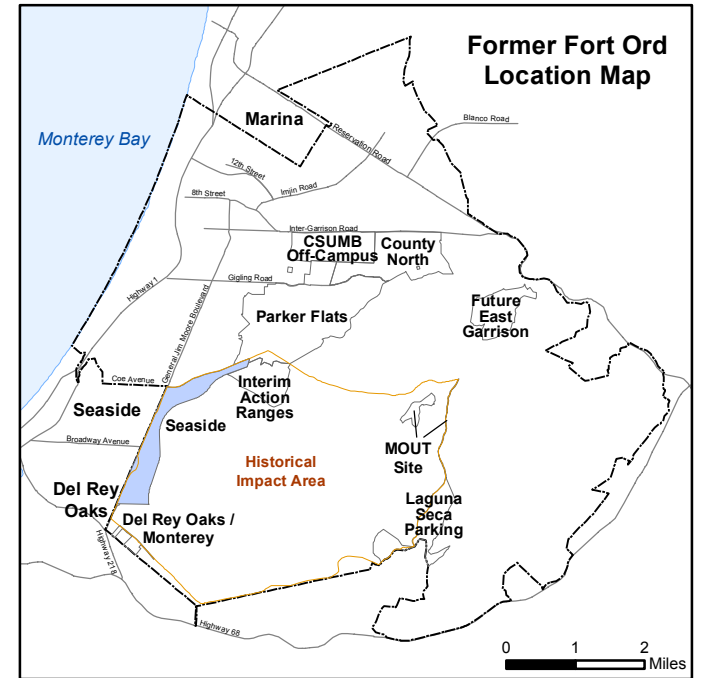 Former Fort Ord
Location Map
Monterey Bay
Marina
Blanco Road
Reservation Road
12th Street
Imjin Road
8th Street
Inter-Garrison Road
CSUMB
Off-Campus
County
North
Gigling Road
Highway 1
General Jim Moore Boulevard
Parker Flats
Future
East
Garrison
Coe Avenue
Interim
Action
Ranges
Seaside
Seaside
Broadway Avenue
MOUT
Site
Historical
Impact Area
Del Rey
Oaks
Laguna
Seca
Parking
Del Rey Oaks /
Monterey
Highway 218
Highway 68
0 1 2
Miles